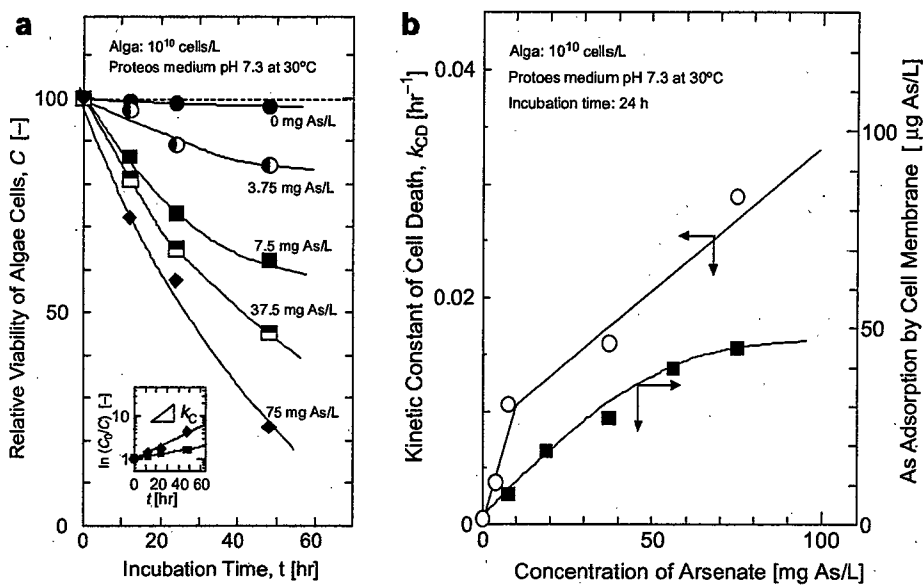 a
Alga: 10¹⁰ cells/L
Proteos medium pH 7.3 at 30ºC
100
50
0
Relative Viability of Algae Cells, C [–]
0 mg As/L
3.75 mg As/L
7.5 mg As/L
37.5 mg As/L
75 mg As/L
ln (C₀/C) [–]
10
1
k_C
0 20 40 60
t [hr]
0 20 40 60
Incubation Time, t [hr]
b
Alga: 10¹⁰ cells/L
Protoes medium pH 7.3 at 30ºC
Incubation time: 24 h
0.04
0.02
0
Kinetic Constant of Cell Death, k_CD [hr⁻¹]
100
50
0
As Adsorption by Cell Membrane [µg As/L]
0 50 100
Concentration of Arsenate [mg As/L]